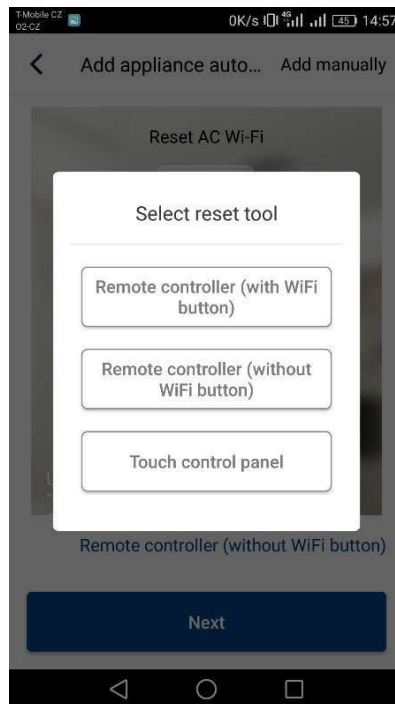 T-Mobile CZ
02-CZ
0K/s 4G 45 14:57
Add appliance auto... Add manually
Reset AC Wi-Fi
Select reset tool
Remote controller (with WiFi
button)
Remote controller (without
WiFi button)
Touch control panel
Remote controller (without WiFi button)
Next